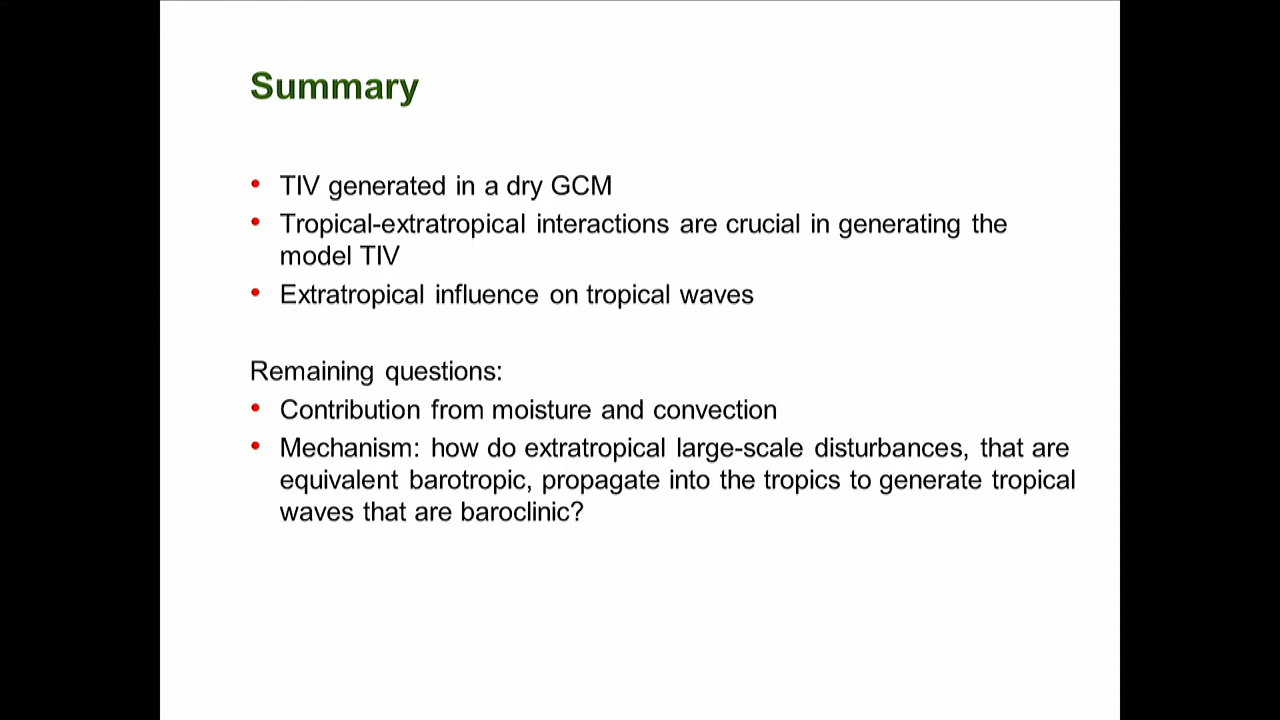 Summary
• TIV generated in a dry GCM
• Tropical-extratropical interactions are crucial in generating the
model TIV
• Extratropical influence on tropical waves
Remaining questions:
• Contribution from moisture and convection
• Mechanism: how do extratropical large-scale disturbances, that are
equivalent barotropic, propagate into the tropics to generate tropical
waves that are baroclinic?